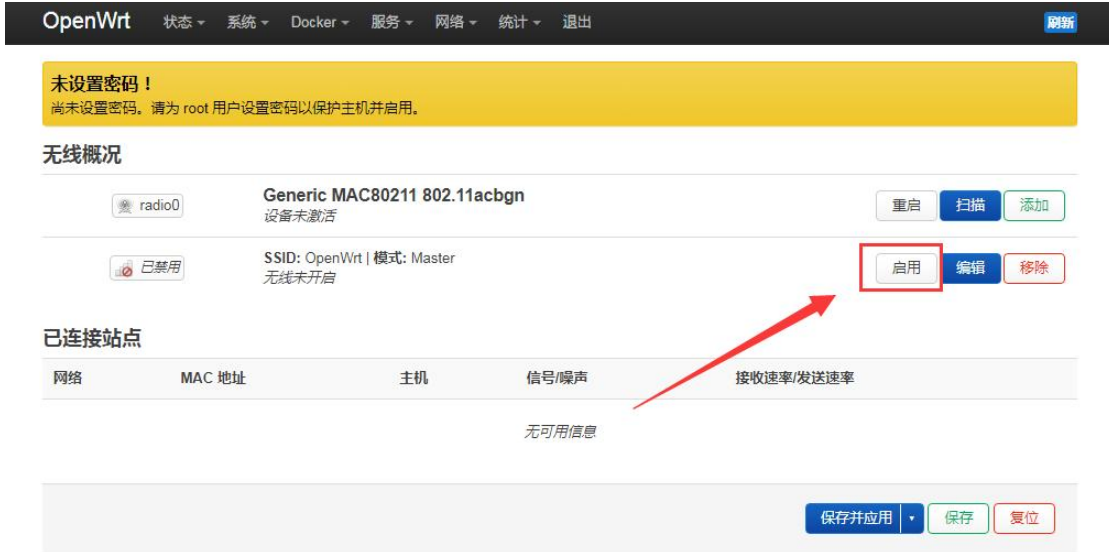 OpenWrt 状态 系统 Docker 服务 网络 统计 退出 刷新
未设置密码！
尚未设置密码。请为 root 用户设置密码以保护主机并启用。
无线概况
radio0 Generic MAC80211 802.11acbgn 重启 扫描 添加
设备未激活
已禁用 SSID: OpenWrt | 模式: Master 启用 编辑 移除
无线未开启
已连接站点
网络 MAC 地址 主机 信号/噪声 接收速率/发送速率
无可用信息
保存并应用 保存 复位